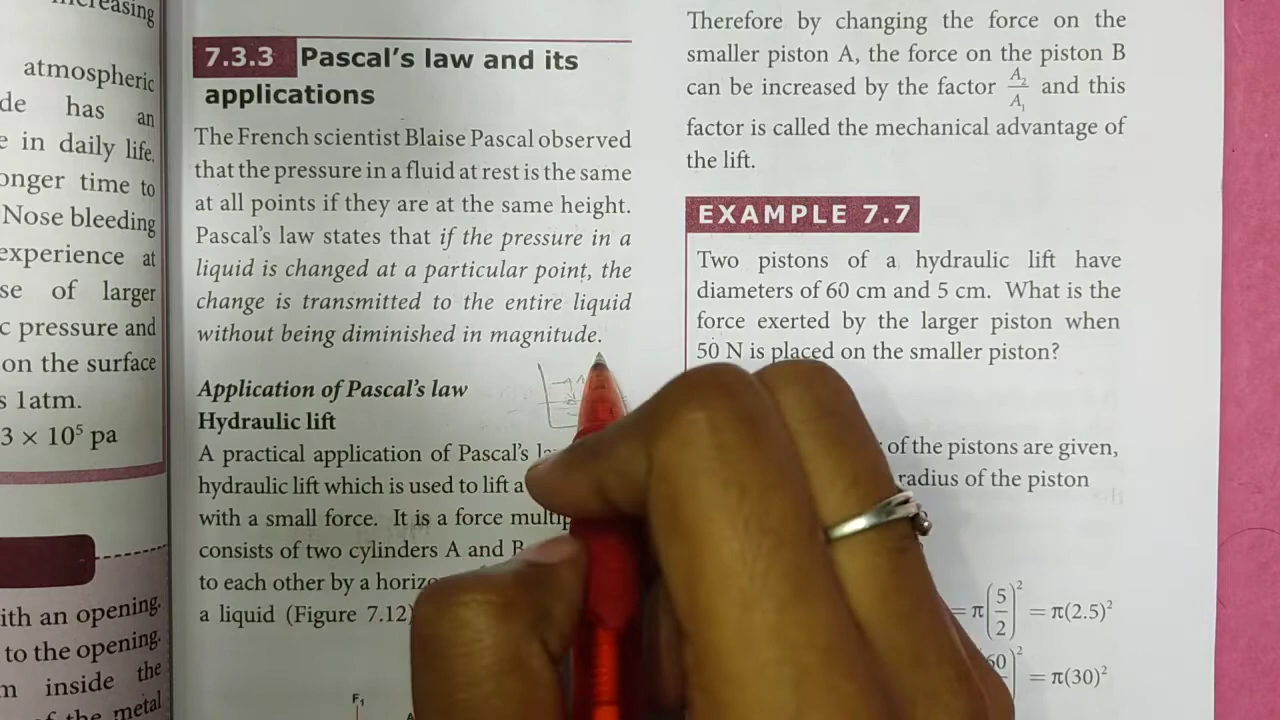 increasing
atmospheric
de has an
e in daily life,
onger time to
Nose bleeding
experience at
se of larger
c pressure and
on the surface
s 1atm.
3 × 10⁵ pa
ith an opening.
to the opening.
m inside the
of the metal
7.3.3 Pascal's law and its
applications
The French scientist Blaise Pascal observed
that the pressure in a fluid at rest is the same
at all points if they are at the same height.
Pascal's law states that if the pressure in a
liquid is changed at a particular point, the
change is transmitted to the entire liquid
without being diminished in magnitude.
Application of Pascal's law
Hydraulic lift
A practical application of Pascal's
hydraulic lift which is used to lift a
with a small force. It is a force
consists of two cylinders A and B
to each other by a
a liquid (Figure 7.12)
F₁
A
Therefore by changing the force on the
smaller piston A, the force on the piston B
can be increased by the factor A₂/A₁ and this
factor is called the mechanical advantage of
the lift.
EXAMPLE 7.7
Two pistons of a hydraulic lift have
diameters of 60 cm and 5 cm. What is the
force exerted by the larger piston when
50 N is placed on the smaller piston?
of the pistons are given,
radius of the piston
= π(5/2)² = π(2.5)²
60 )² = π(30)²